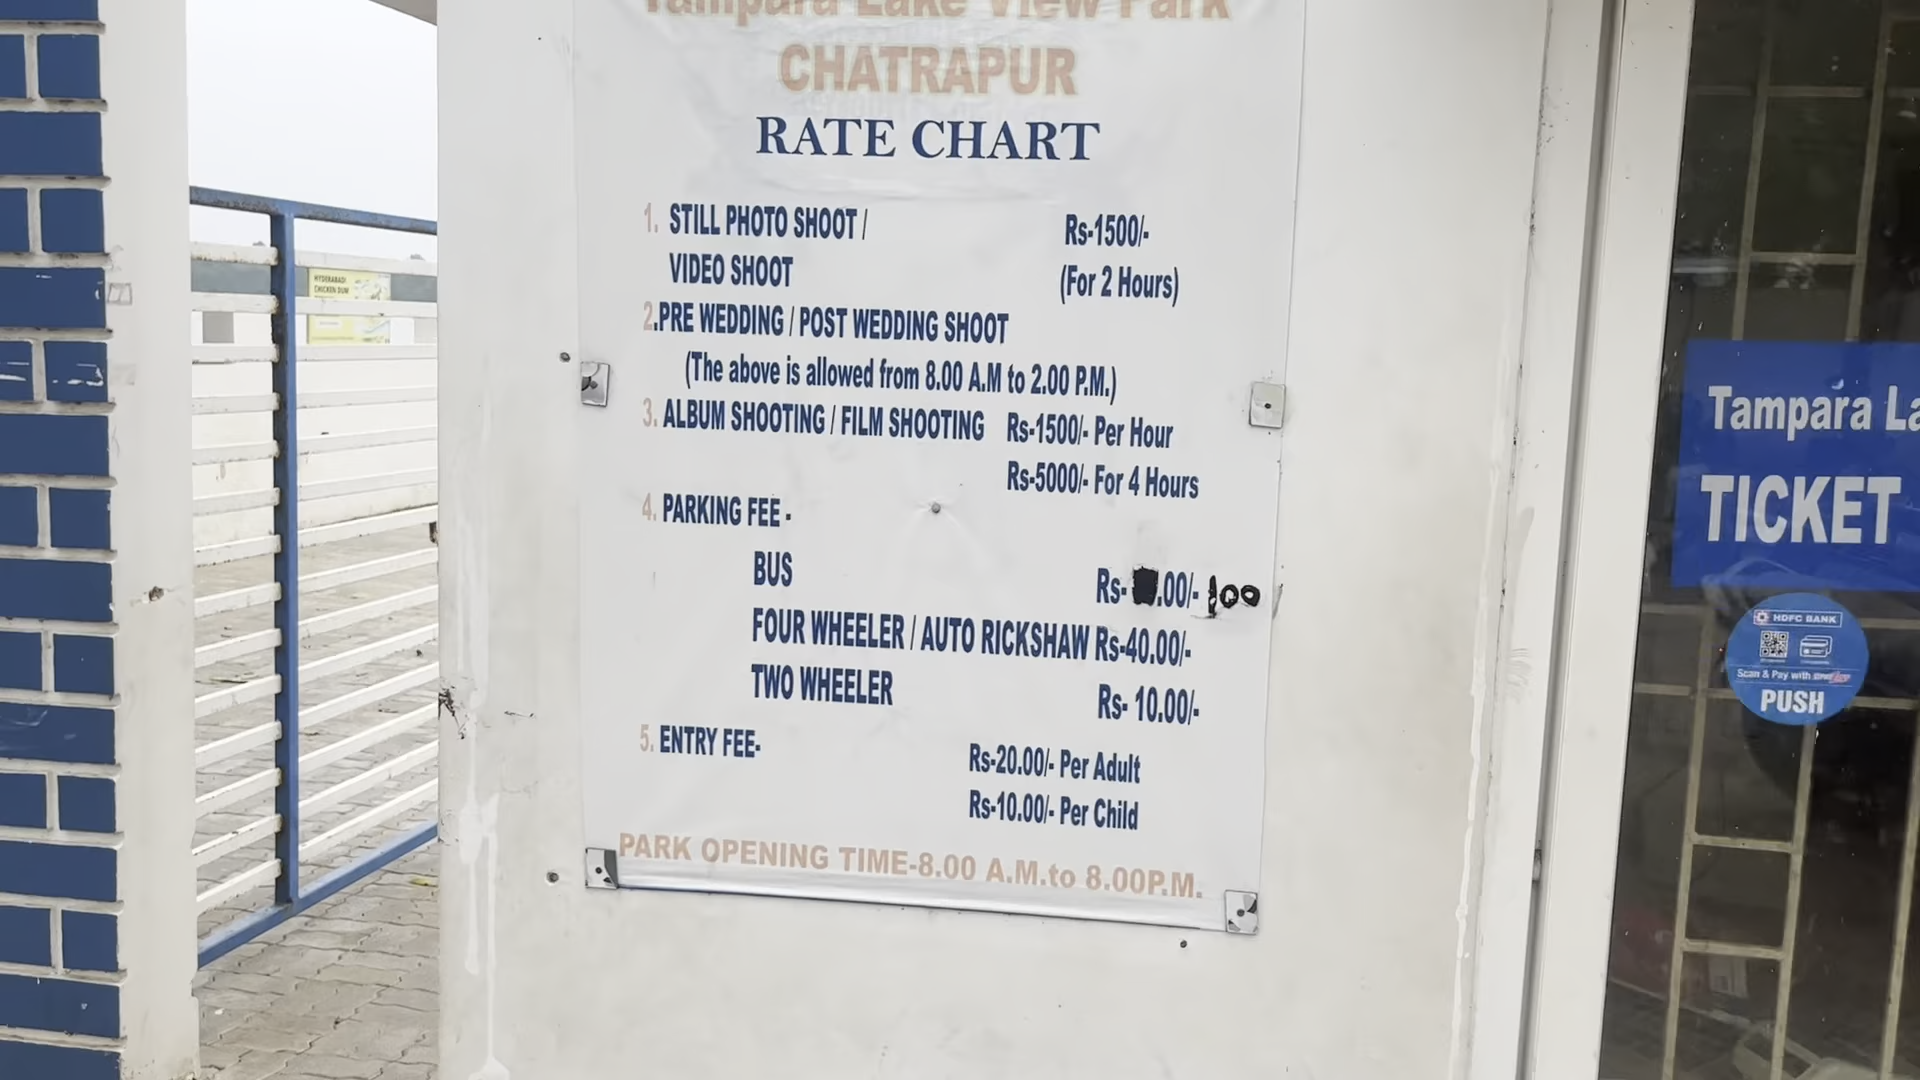 Tampara Lake View Park
CHATRAPUR
RATE CHART
1. STILL PHOTO SHOOT / Rs-1500/-
VIDEO SHOOT (For 2 Hours)
2.PRE WEDDING / POST WEDDING SHOOT
(The above is allowed from 8.00 A.M to 2.00 P.M.)
3. ALBUM SHOOTING / FILM SHOOTING Rs-1500/- Per Hour
Rs-5000/- For 4 Hours
4. PARKING FEE -
BUS Rs- .00/- 100
FOUR WHEELER / AUTO RICKSHAW Rs-40.00/-
TWO WHEELER Rs- 10.00/-
5. ENTRY FEE- Rs-20.00/- Per Adult
Rs-10.00/- Per Child
PARK OPENING TIME-8.00 A.M.to 8.00P.M.
HYDERABADI
CHICKEN DUM
Tampara La
TICKET
HDFC BANK
Scan & Pay with
PUSH